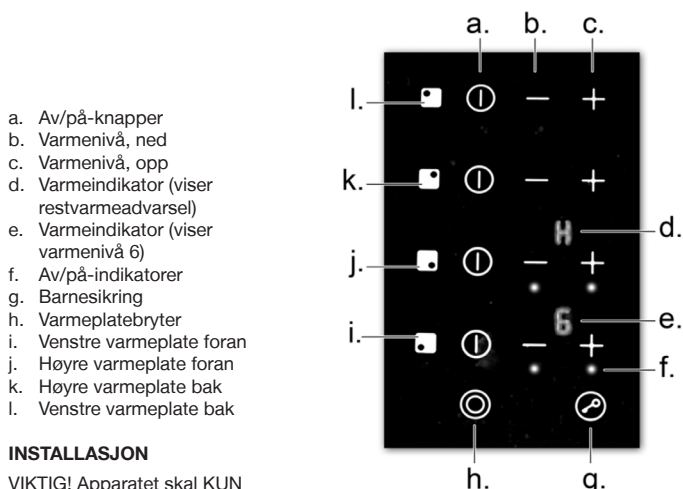 a. b. c.
l.
k.
d.
j.
e.
i.
f.
h. g.
H
6
a. Av/på-knapper
b. Varmenivå, ned
c. Varmenivå, opp
d. Varmeindikator (viser
restvarmeadvarsel)
e. Varmeindikator (viser
varmenivå 6)
f. Av/på-indikatorer
g. Barnesikring
h. Varmeplatebryter
i. Venstre varmeplate foran
j. Høyre varmeplate foran
k. Høyre varmeplate bak
l. Venstre varmeplate bak
INSTALLASJON
VIKTIG! Apparatet skal KUN